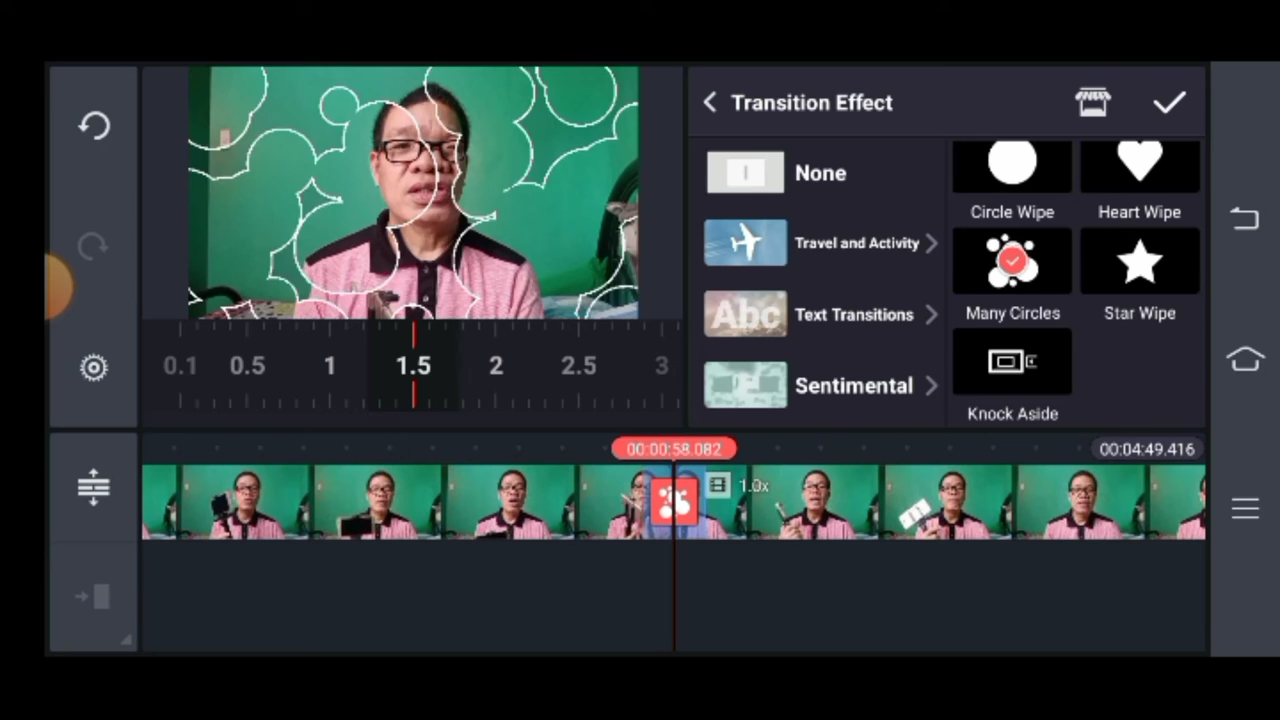 Transition Effect
None
Travel and Activity
Abc
Text Transitions
Sentimental
Circle Wipe
Heart Wipe
Many Circles
Star Wipe
Knock Aside
0.1 0.5 1 1.5 2 2.5 3
00:00:58.082
00:04:49.416
1.0x